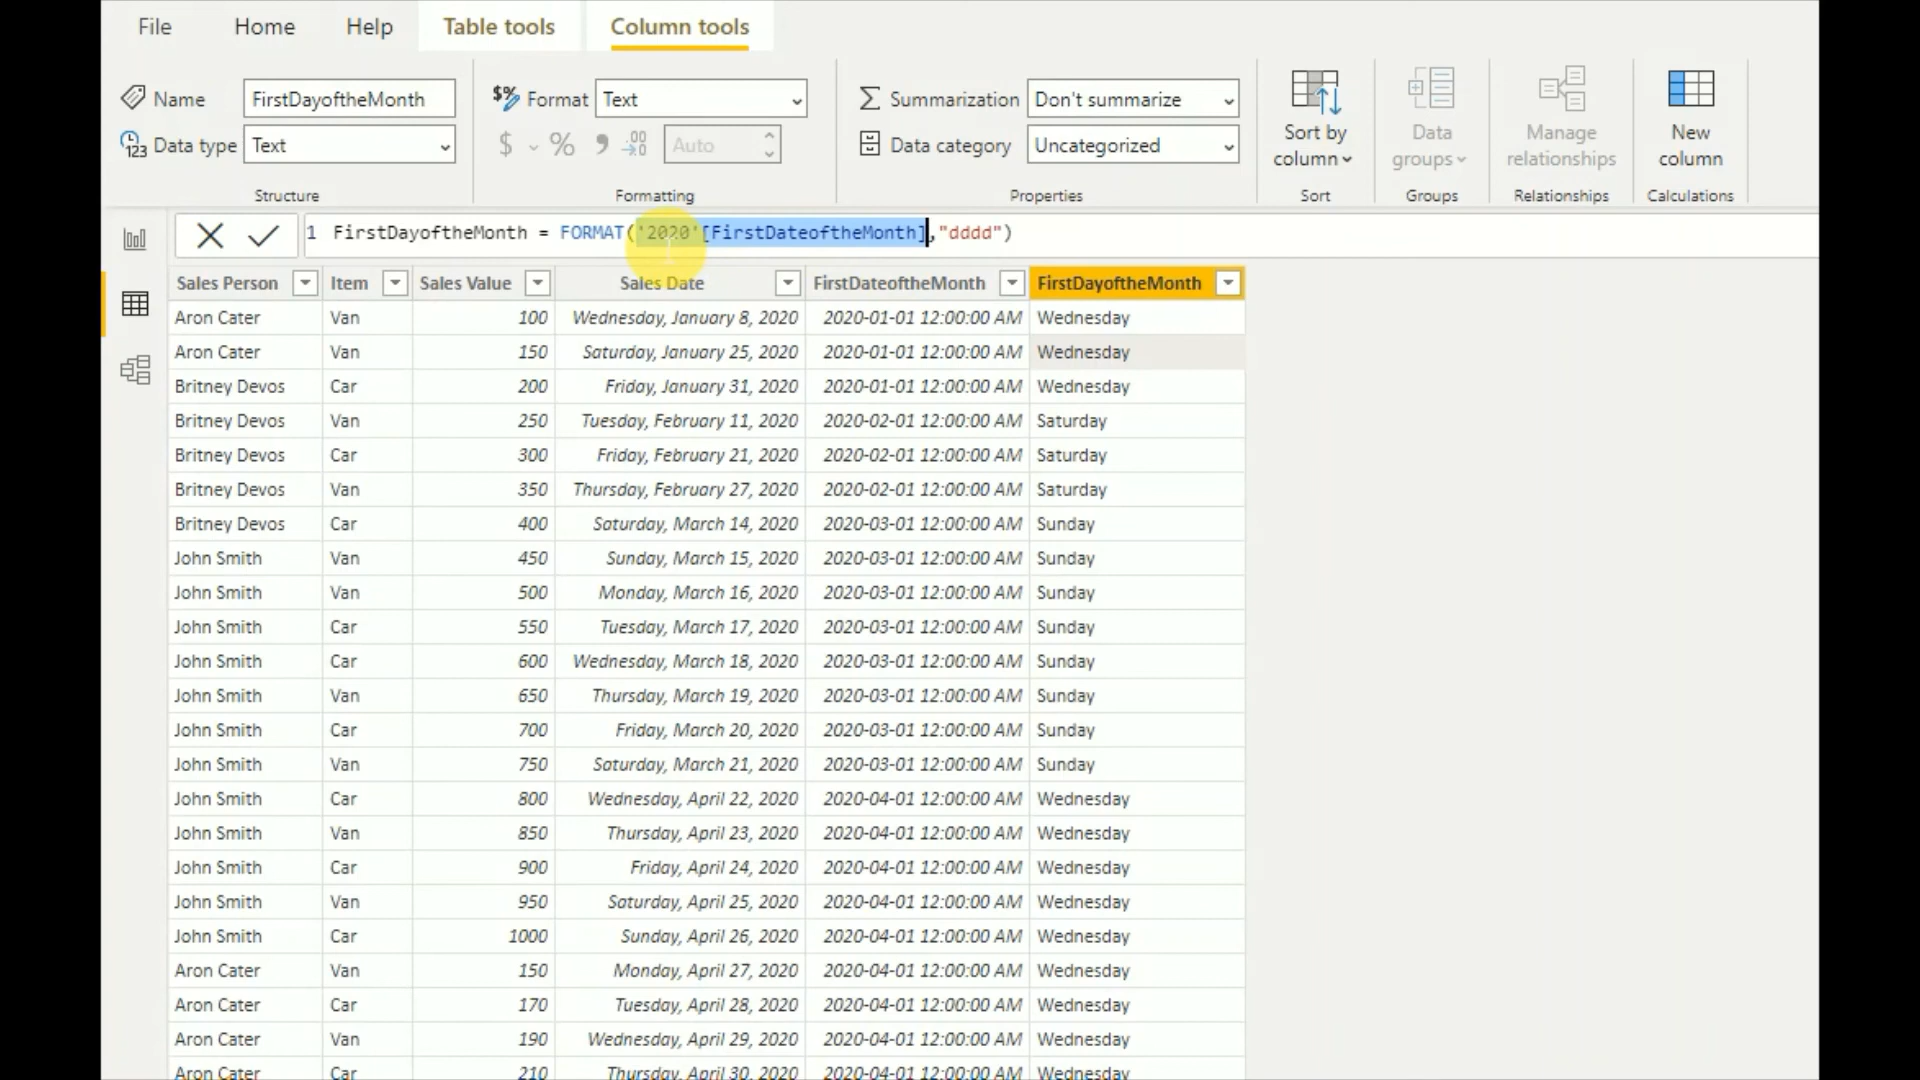 File Home Help Table tools Column tools
Name FirstDayoftheMonth $% Format Text Summarization Don't summarize
Data type Text $ % 9 .00 →.0 Auto Data category Uncategorized
Sort by column Data groups Manage relationships New column
Structure Formatting Properties Sort Groups Relationships Calculations
1 FirstDayoftheMonth = FORMAT('2020'[FirstDateoftheMonth],"dddd")
Sales Person Item Sales Value Sales Date FirstDateoftheMonth FirstDayoftheMonth
Aron Cater Van 100 Wednesday, January 8, 2020 2020-01-01 12:00:00 AM Wednesday
Aron Cater Van 150 Saturday, January 25, 2020 2020-01-01 12:00:00 AM Wednesday
Britney Devos Car 200 Friday, January 31, 2020 2020-01-01 12:00:00 AM Wednesday
Britney Devos Van 250 Tuesday, February 11, 2020 2020-02-01 12:00:00 AM Saturday
Britney Devos Car 300 Friday, February 21, 2020 2020-02-01 12:00:00 AM Saturday
Britney Devos Van 350 Thursday, February 27, 2020 2020-02-01 12:00:00 AM Saturday
Britney Devos Car 400 Saturday, March 14, 2020 2020-03-01 12:00:00 AM Sunday
John Smith Van 450 Sunday, March 15, 2020 2020-03-01 12:00:00 AM Sunday
John Smith Van 500 Monday, March 16, 2020 2020-03-01 12:00:00 AM Sunday
John Smith Car 550 Tuesday, March 17, 2020 2020-03-01 12:00:00 AM Sunday
John Smith Car 600 Wednesday, March 18, 2020 2020-03-01 12:00:00 AM Sunday
John Smith Van 650 Thursday, March 19, 2020 2020-03-01 12:00:00 AM Sunday
John Smith Car 700 Friday, March 20, 2020 2020-03-01 12:00:00 AM Sunday
John Smith Van 750 Saturday, March 21, 2020 2020-03-01 12:00:00 AM Sunday
John Smith Car 800 Wednesday, April 22, 2020 2020-04-01 12:00:00 AM Wednesday
John Smith Van 850 Thursday, April 23, 2020 2020-04-01 12:00:00 AM Wednesday
John Smith Car 900 Friday, April 24, 2020 2020-04-01 12:00:00 AM Wednesday
John Smith Van 950 Saturday, April 25, 2020 2020-04-01 12:00:00 AM Wednesday
John Smith Car 1000 Sunday, April 26, 2020 2020-04-01 12:00:00 AM Wednesday
Aron Cater Van 150 Monday, April 27, 2020 2020-04-01 12:00:00 AM Wednesday
Aron Cater Car 170 Tuesday, April 28, 2020 2020-04-01 12:00:00 AM Wednesday
Aron Cater Van 190 Wednesday, April 29, 2020 2020-04-01 12:00:00 AM Wednesday
Aron Cater Car 210 Thursday, April 30, 2020 2020-04-01 12:00:00 AM Wednesday